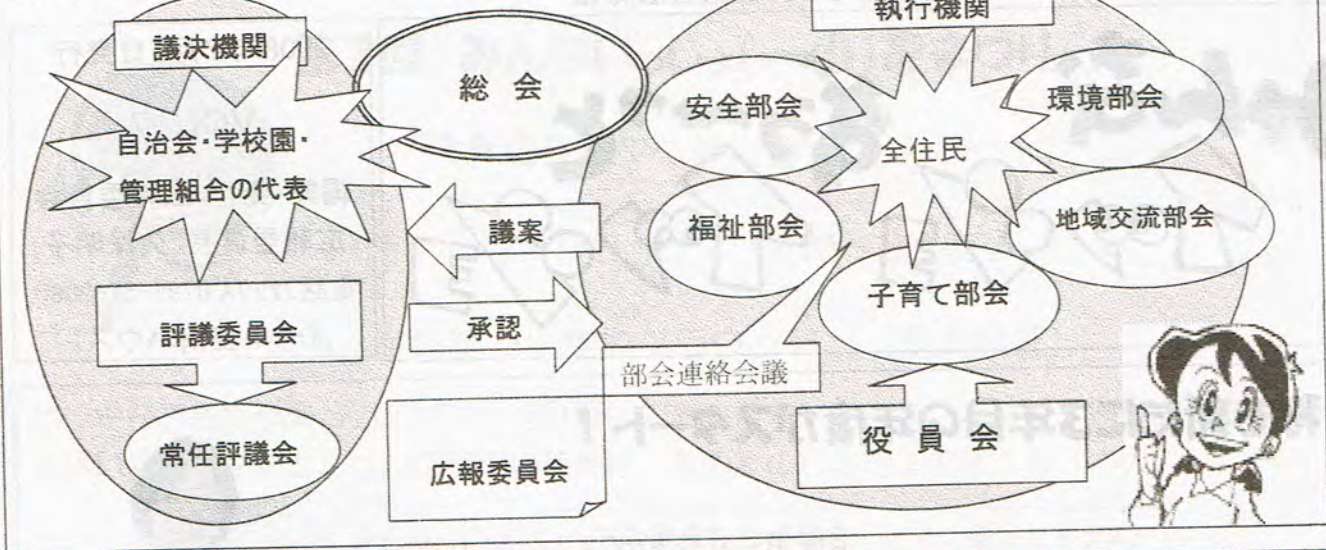 執行機関
議決機関
総 会
自治会・学校園・
管理組合の代表
安全部会
環境部会
全住民
福祉部会
地域交流部会
議案
子育て部会
評議委員会
承認
部会連絡会議
常任評議会
広報委員会
役 員 会